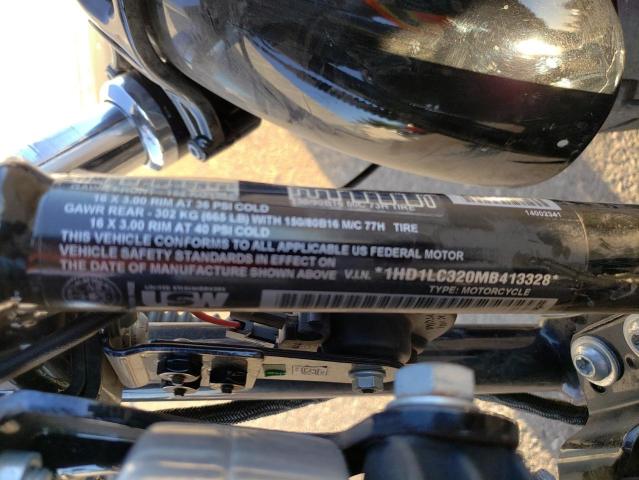 16 X 3.00 RIM AT 36 PSI COLD
14002341
GAWR REAR - 302 KG (665 LB) WITH 150/80B16 M/C 77H TIRE
16 X 3.00 RIM AT 40 PSI COLD
THIS VEHICLE CONFORMS TO ALL APPLICABLE US FEDERAL MOTOR
VEHICLE SAFETY STANDARDS IN EFFECT ON
THE DATE OF MANUFACTURE SHOWN ABOVE V.I.N. *1HD1LC320MB413328*
TYPE: MOTORCYCLE
USW